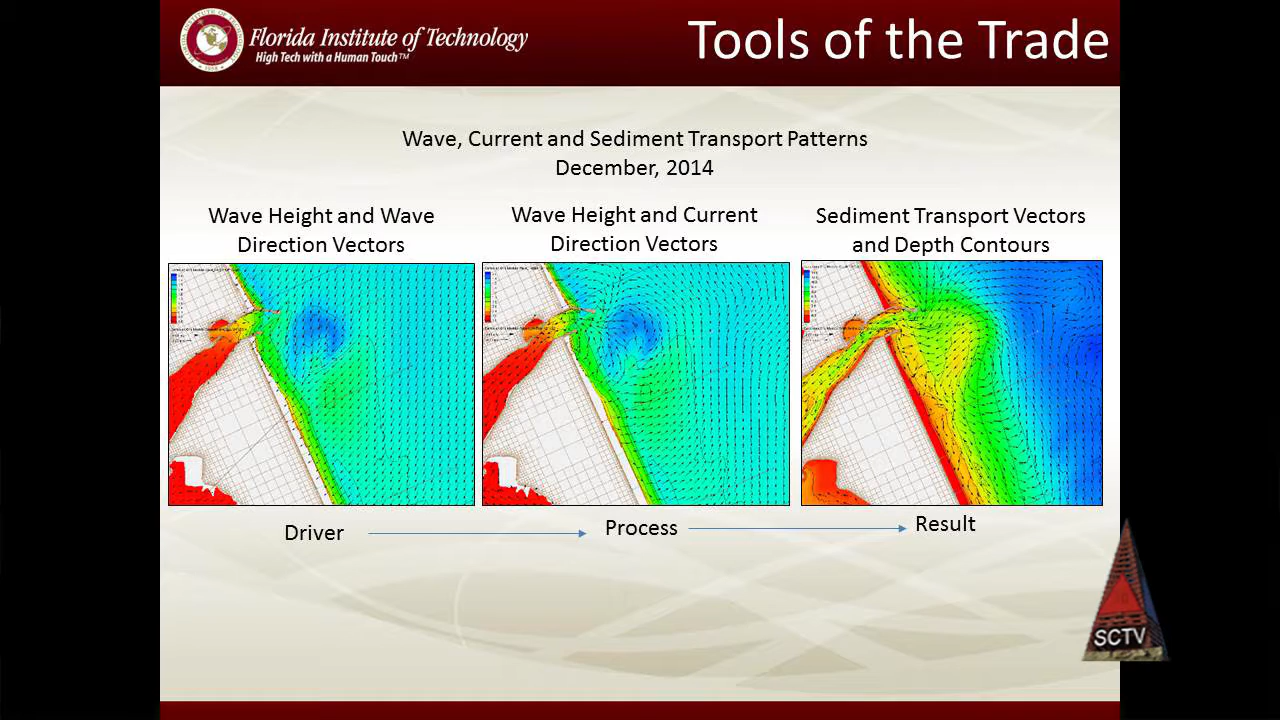 Florida Institute of Technology
High Tech with a Human Touch™
Tools of the Trade
Wave, Current and Sediment Transport Patterns
December, 2014
Wave Height and Wave
Direction Vectors
Wave Height and Current
Direction Vectors
Sediment Transport Vectors
and Depth Contours
Driver
Process
Result
SCTV